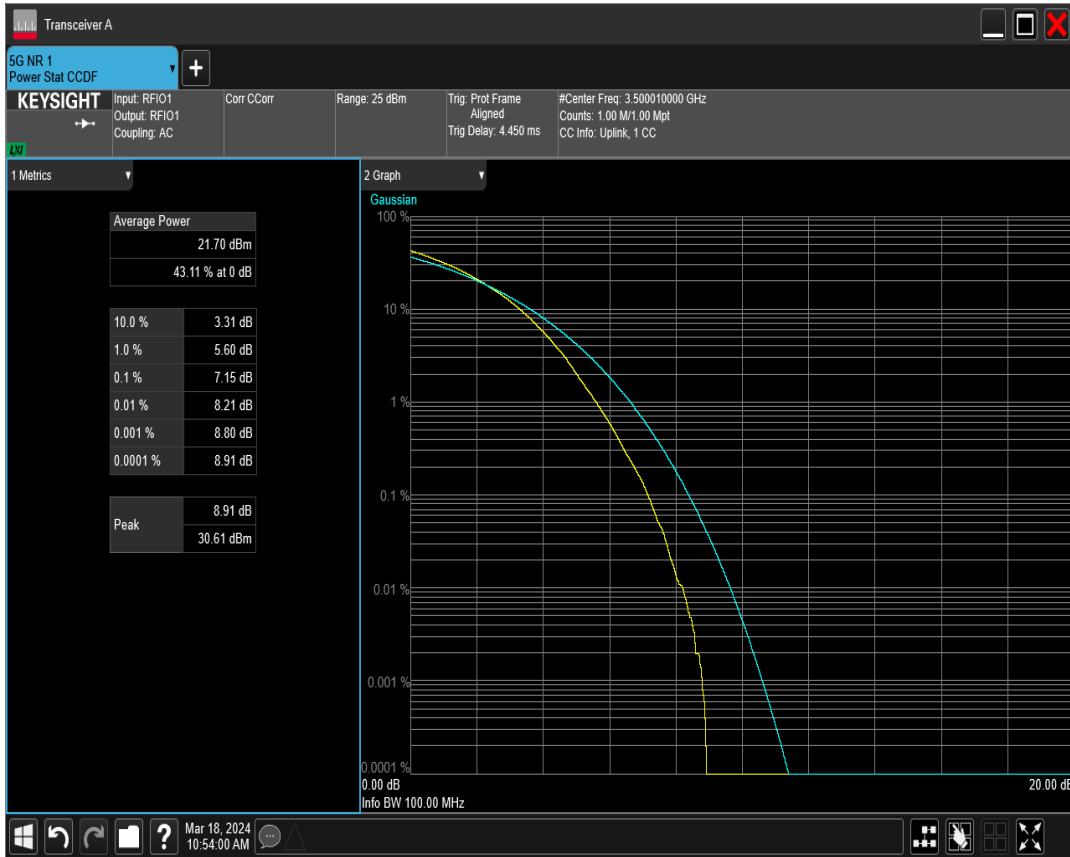 Transceiver A
5G NR 1
Power Stat CCDF
KEYSIGHT
LXI
Input: RFIO1
Output: RFIO1
Coupling: AC
Corr CCorr
Range: 25 dBm
Trig: Prot Frame
Aligned
Trig Delay: 4.450 ms
#Center Freq: 3.500010000 GHz
Counts: 1.00 M/1.00 Mpt
CC Info: Uplink, 1 CC
1 Metrics
Average Power
21.70 dBm
43.11 % at 0 dB
10.0 % 3.31 dB
1.0 % 5.60 dB
0.1 % 7.15 dB
0.01 % 8.21 dB
0.001 % 8.80 dB
0.0001 % 8.91 dB
Peak
8.91 dB
30.61 dBm
2 Graph
Gaussian
100 %
10 %
1 %
0.1 %
0.01 %
0.001 %
0.0001 %
0.00 dB 20.00 dB
Info BW 100.00 MHz
Mar 18, 2024
10:54:00 AM